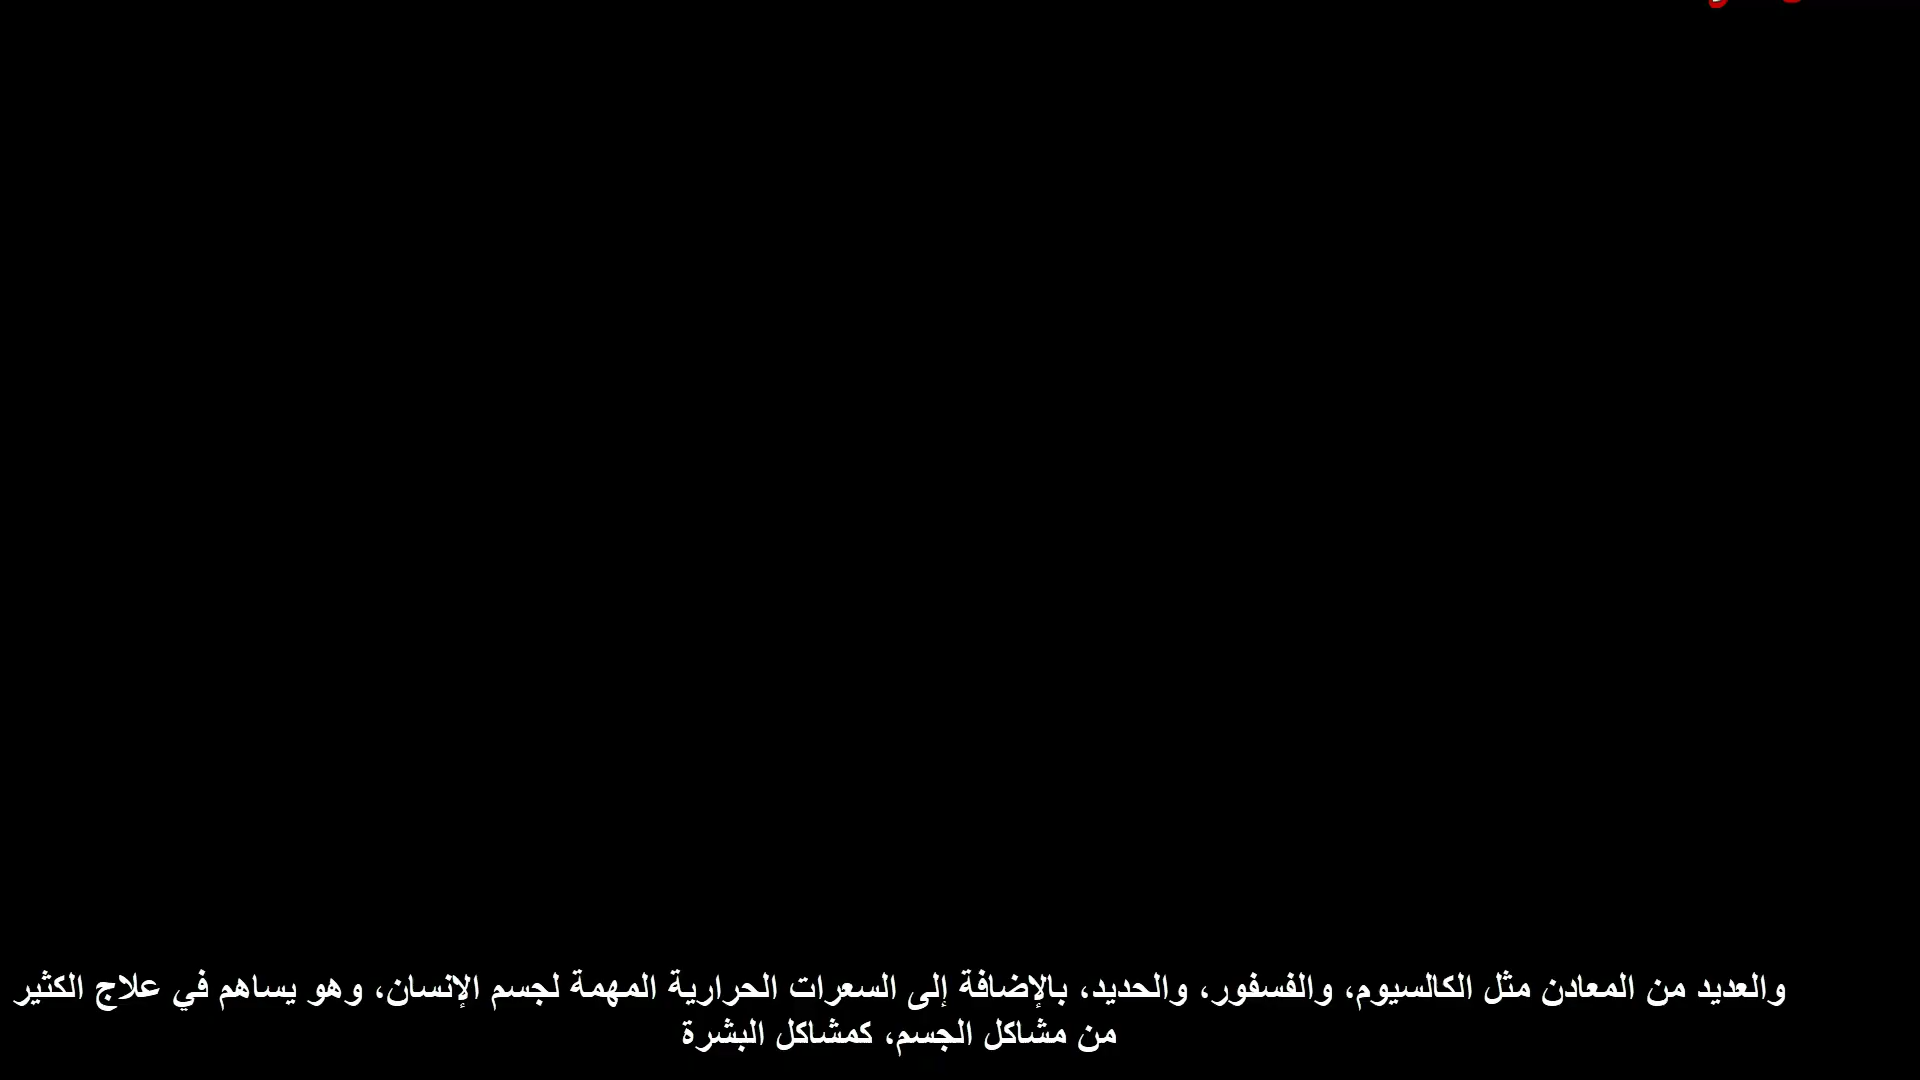 والعديد من المعادن مثل الكالسيوم، والفسفور، والحديد، بالإضافة إلى السعرات الحرارية المهمة لجسم الإنسان، وهو يساهم في علاج الكثير
من مشاكل الجسم، كمشاكل البشرة